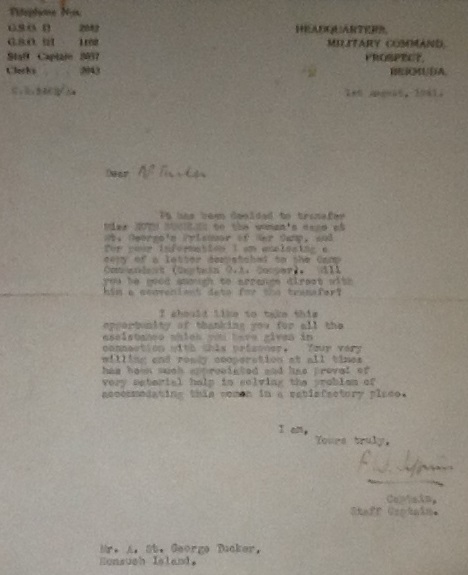 Telephone Nos.
G.S.O. II 2042
G.S.O. III 1108
Staff Captain 2037
Clerks 2043
HEADQUARTERS,
MILITARY COMMAND,
PROSPECT,
BERMUDA.
1st August, 1941.
Dear Mr Tucker
It has been decided to transfer
Miss to the women's cage at
St. George's Prisoner of War Camp, and
for your information I am enclosing a
copy of a letter despatched to the Camp
Commandant (Captain Cooper). Will
you be good enough to arrange direct with
him a convenient date for the transfer?
I should like to take this
opportunity of thanking you for all the
assistance which you have given in
connection with this prisoner. Your very
willing and ready cooperation at all times
has been much appreciated and has proved of
very material help in solving the problem of
accommodating this woman in a satisfactory place.
I am,
Yours truly,
Captain,
Staff Captain.
Mr. A. St. George Tucker,
Nonsuch Island.